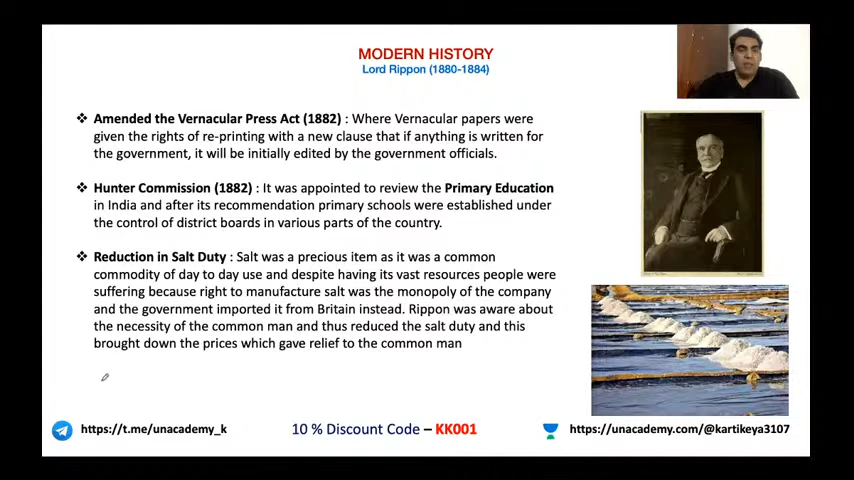 MODERN HISTORY
Lord Rippon (1880-1884)
❖ Amended the Vernacular Press Act (1882) : Where Vernacular papers were
given the rights of re-printing with a new clause that if anything is written for
the government, it will be initially edited by the government officials.
❖ Hunter Commission (1882) : It was appointed to review the Primary Education
in India and after its recommendation primary schools were established under
the control of district boards in various parts of the country.
❖ Reduction in Salt Duty : Salt was a precious item as it was a common
commodity of day to day use and despite having its vast resources people were
suffering because right to manufacture salt was the monopoly of the company
and the government imported it from Britain instead. Rippon was aware about
the necessity of the common man and thus reduced the salt duty and this
brought down the prices which gave relief to the common man
https://t.me/unacademy_k
10 % Discount Code – KK001
https://unacademy.com/@kartikeya3107